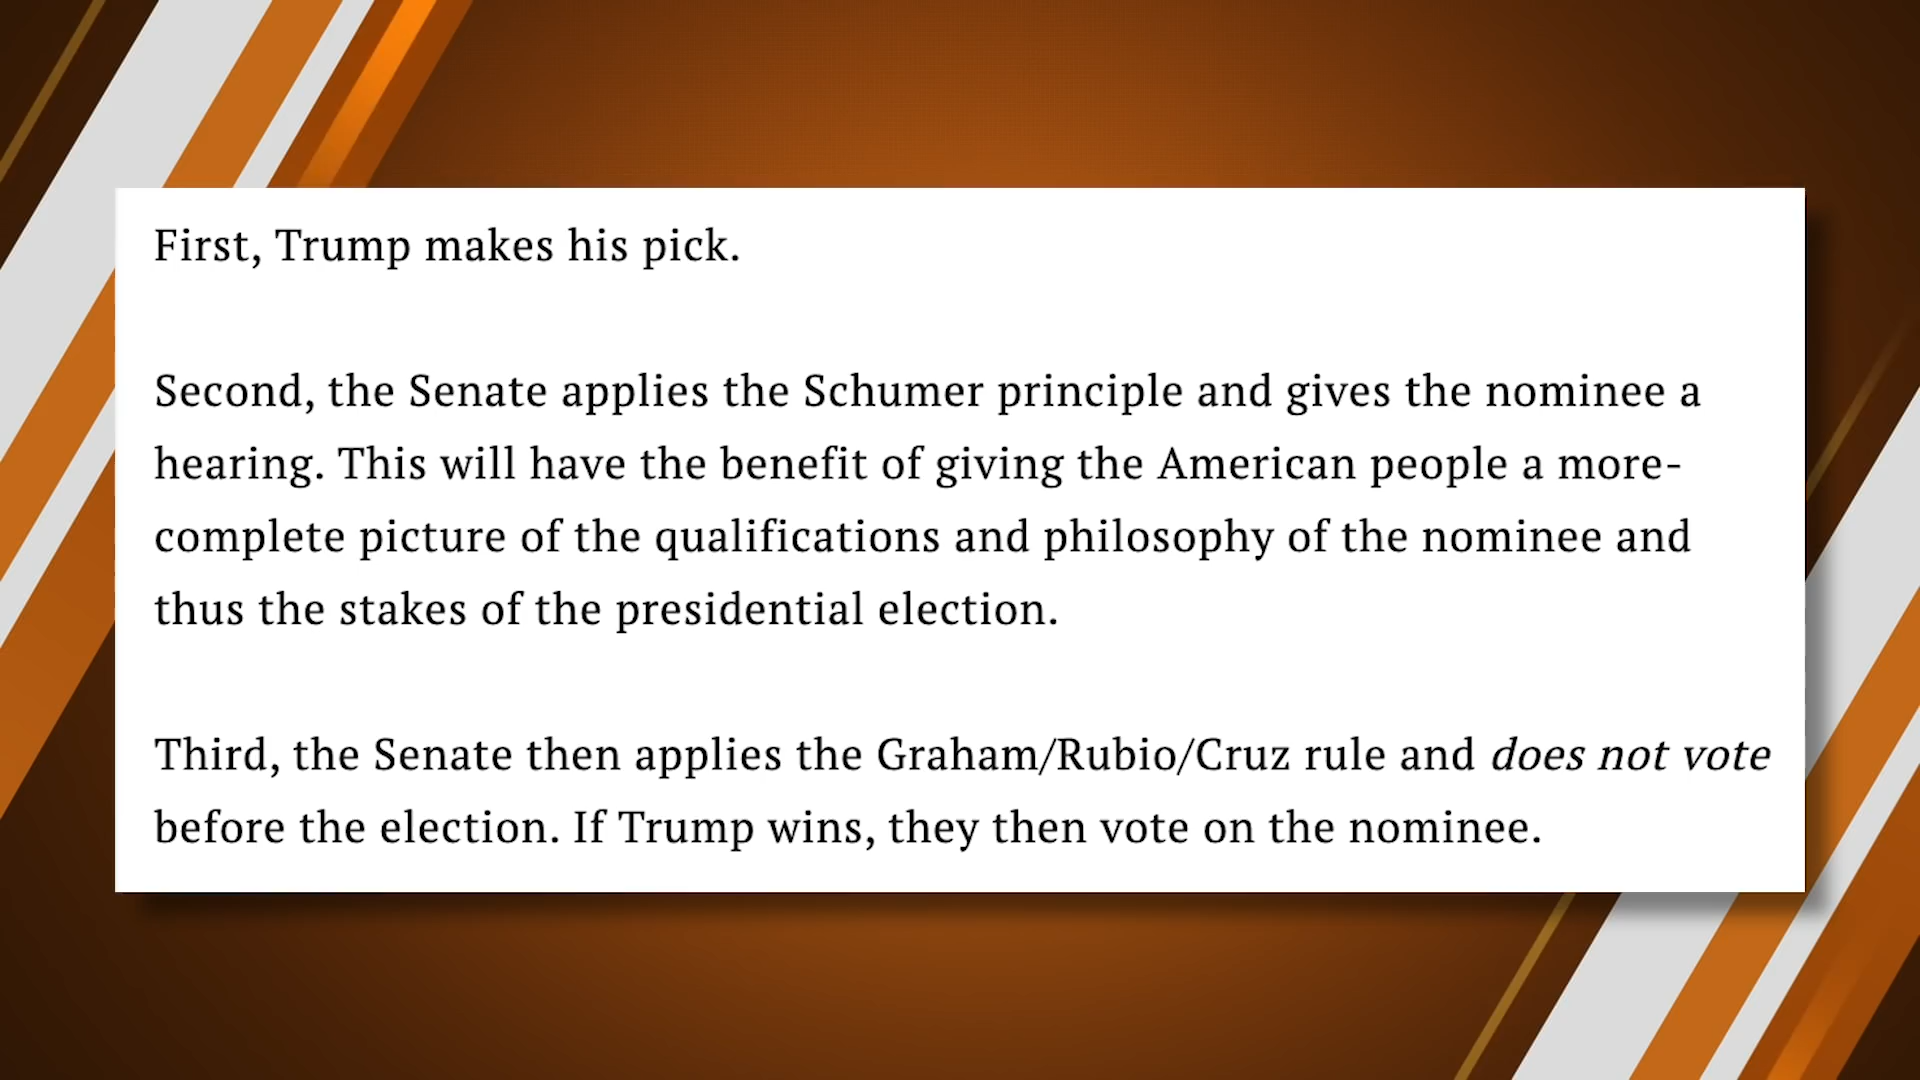 First, Trump makes his pick.
Second, the Senate applies the Schumer principle and gives the nominee a
hearing. This will have the benefit of giving the American people a more-
complete picture of the qualifications and philosophy of the nominee and
thus the stakes of the presidential election.
Third, the Senate then applies the Graham/Rubio/Cruz rule and does not vote
before the election. If Trump wins, they then vote on the nominee.